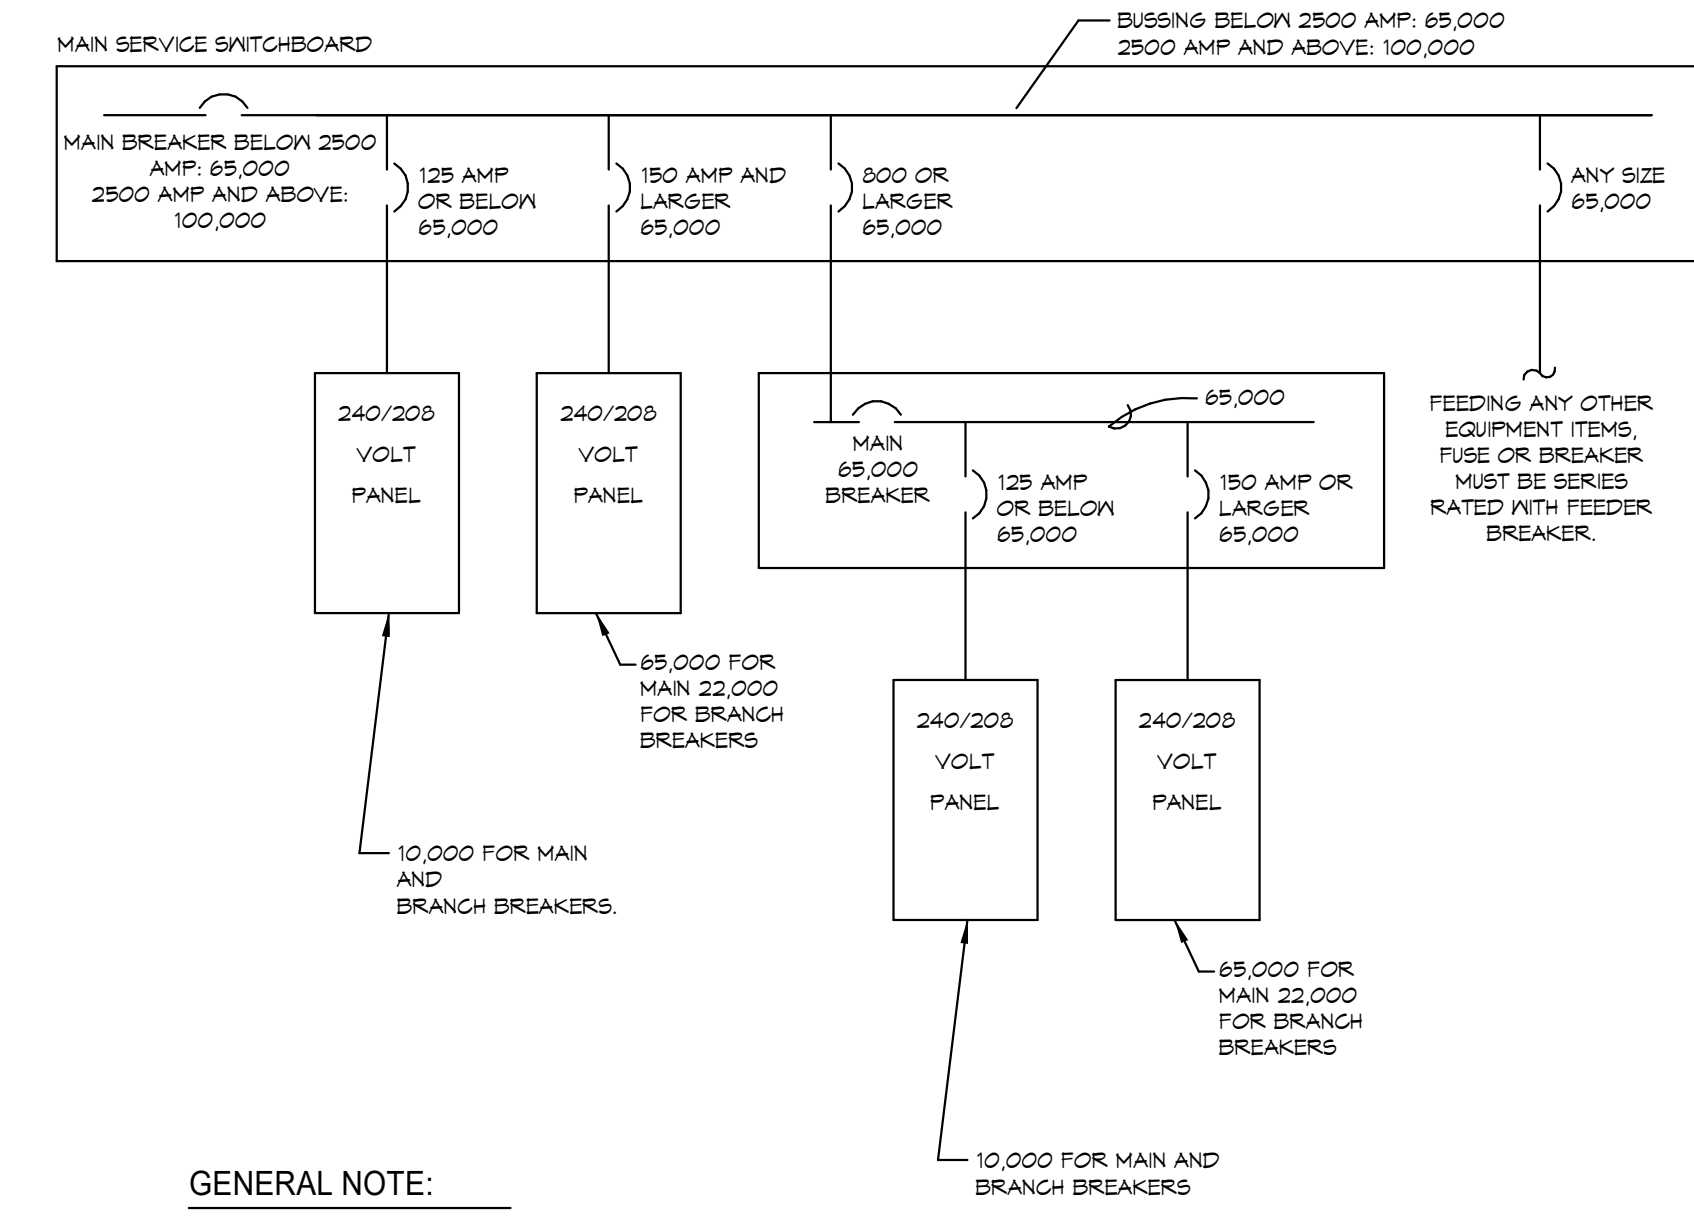 BUSSING BELOW 2500 AMP: 65,000
2500 AMP AND ABOVE: 100,000
MAIN SERVICE SWITCHBOARD
MAIN BREAKER BELOW 2500
AMP: 65,000
2500 AMP AND ABOVE:
100,000
125 AMP
OR BELOW
65,000
150 AMP AND
LARGER
65,000
800 OR
LARGER
65,000
ANY SIZE
65,000
240/208
VOLT
PANEL
240/208
VOLT
PANEL
65,000
MAIN
65,000
BREAKER
125 AMP
OR BELOW
65,000
150 AMP OR
LARGER
65,000
FEEDING ANY OTHER
EQUIPMENT ITEMS,
FUSE OR BREAKER
MUST BE SERIES
RATED WITH FEEDER
BREAKER.
65,000 FOR
MAIN 22,000
FOR BRANCH
BREAKERS
10,000 FOR MAIN
AND
BRANCH BREAKERS.
240/208
VOLT
PANEL
240/208
VOLT
PANEL
65,000 FOR
MAIN 22,000
FOR BRANCH
BREAKERS
10,000 FOR MAIN AND
BRANCH BREAKERS
GENERAL NOTE: